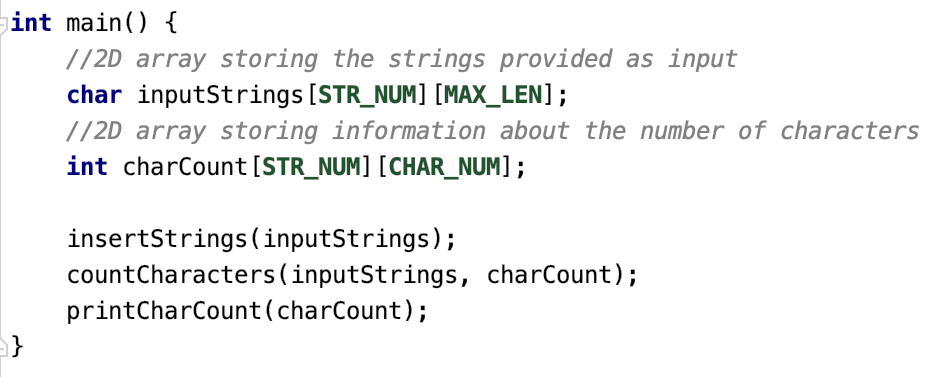 int main() {
//2D array storing the strings provided as input
char inputStrings[STR_NUM][MAX_LEN];
//2D array storing information about the number of characters
int charCount[STR_NUM][CHAR_NUM];
insertStrings(inputStrings);
countCharacters(inputStrings, charCount);
printCharCount(charCount);
}